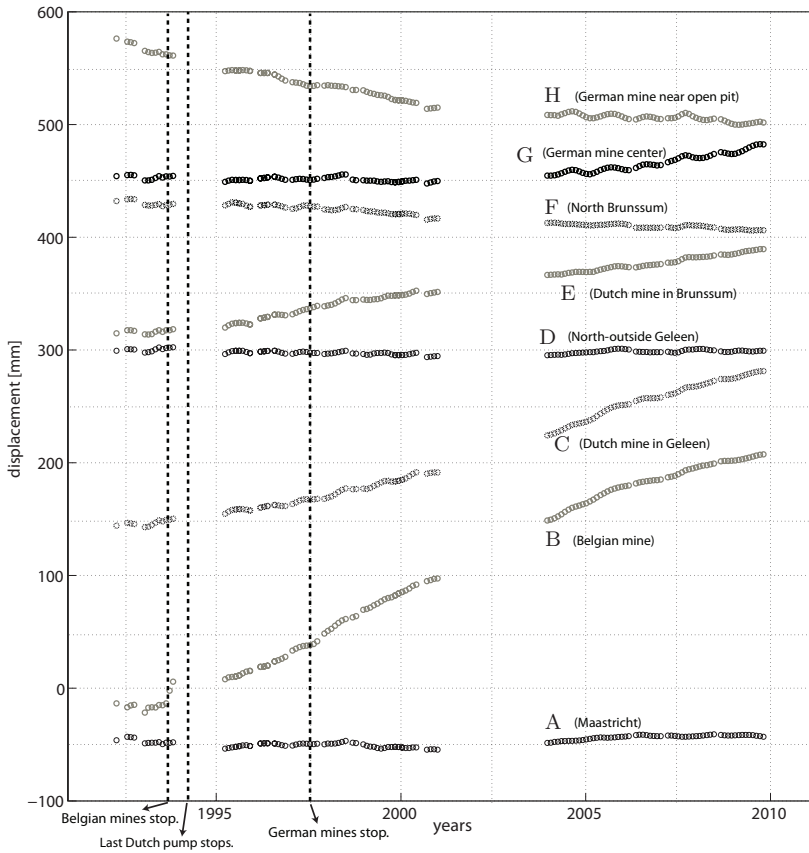 600
500
400
300
200
100
0
−100
displacement [mm]
H (German mine near open pit)
G (German mine center)
F (North Brunssum)
E (Dutch mine in Brunssum)
D (North-outside Geleen)
C (Dutch mine in Geleen)
B (Belgian mine)
A (Maastricht)
1995
2000
2005
2010
years
Belgian mines stop.
Last Dutch pump stops.
German mines stop.